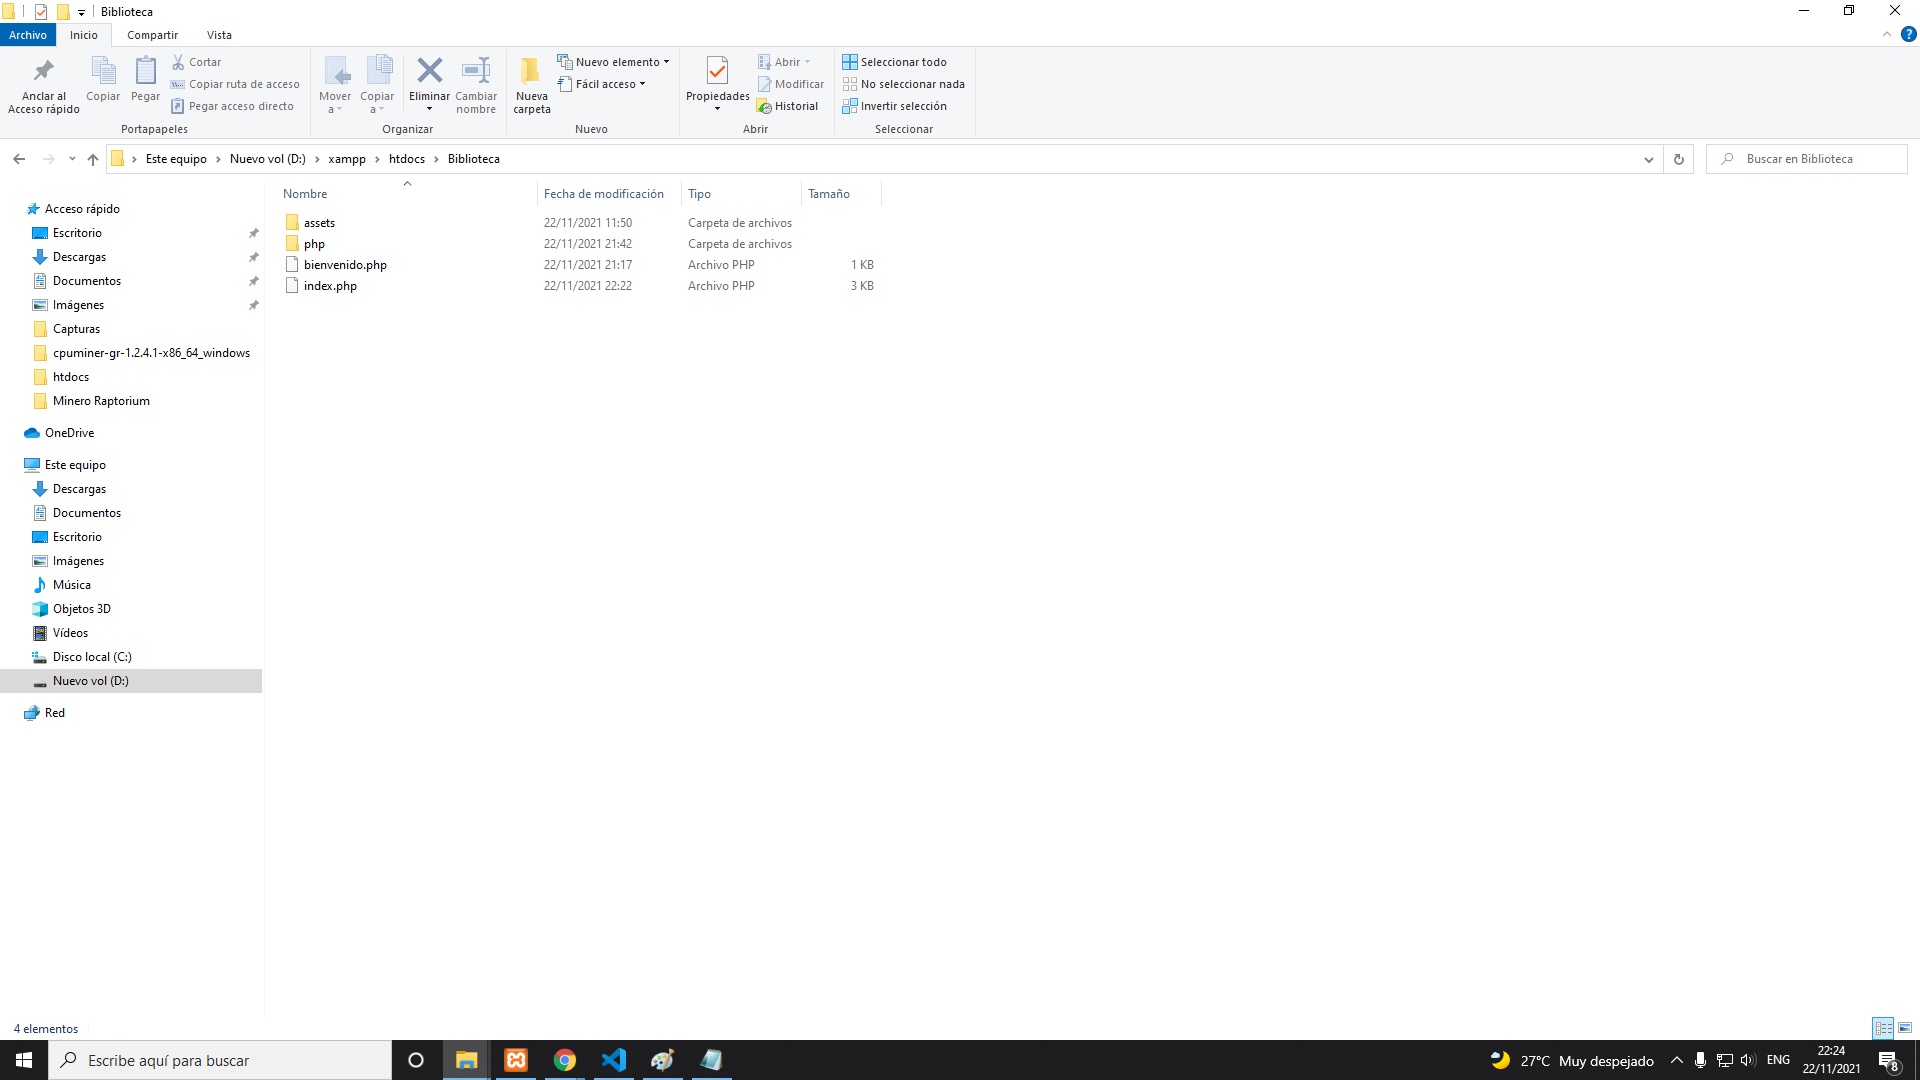 Biblioteca
Archivo Inicio Compartir Vista
Anclar al Acceso rápido
Copiar
Pegar
Cortar
Copiar ruta de acceso
Pegar acceso directo
Portapapeles
Mover a
Copiar a
Eliminar
Cambiar nombre
Organizar
Nueva carpeta
Nuevo elemento
Fácil acceso
Nuevo
Propiedades
Abrir
Modificar
Historial
Abrir
Seleccionar todo
No seleccionar nada
Invertir selección
Seleccionar
Este equipo > Nuevo vol (D:) > xampp > htdocs > Biblioteca
Buscar en Biblioteca
Acceso rápido
Escritorio
Descargas
Documentos
Imágenes
Capturas
cpuminer-gr-1.2.4.1-x86_64_windows
htdocs
Minero Raptorium
OneDrive
Este equipo
Descargas
Documentos
Escritorio
Imágenes
Música
Objetos 3D
Vídeos
Disco local (C:)
Nuevo vol (D:)
Red
Nombre Fecha de modificación Tipo Tamaño
assets 22/11/2021 11:50 Carpeta de archivos
php 22/11/2021 21:42 Carpeta de archivos
bienvenido.php 22/11/2021 21:17 Archivo PHP 1 KB
index.php 22/11/2021 22:22 Archivo PHP 3 KB
4 elementos
Escribe aquí para buscar
27°C Muy despejado
ENG
22:24
22/11/2021
8